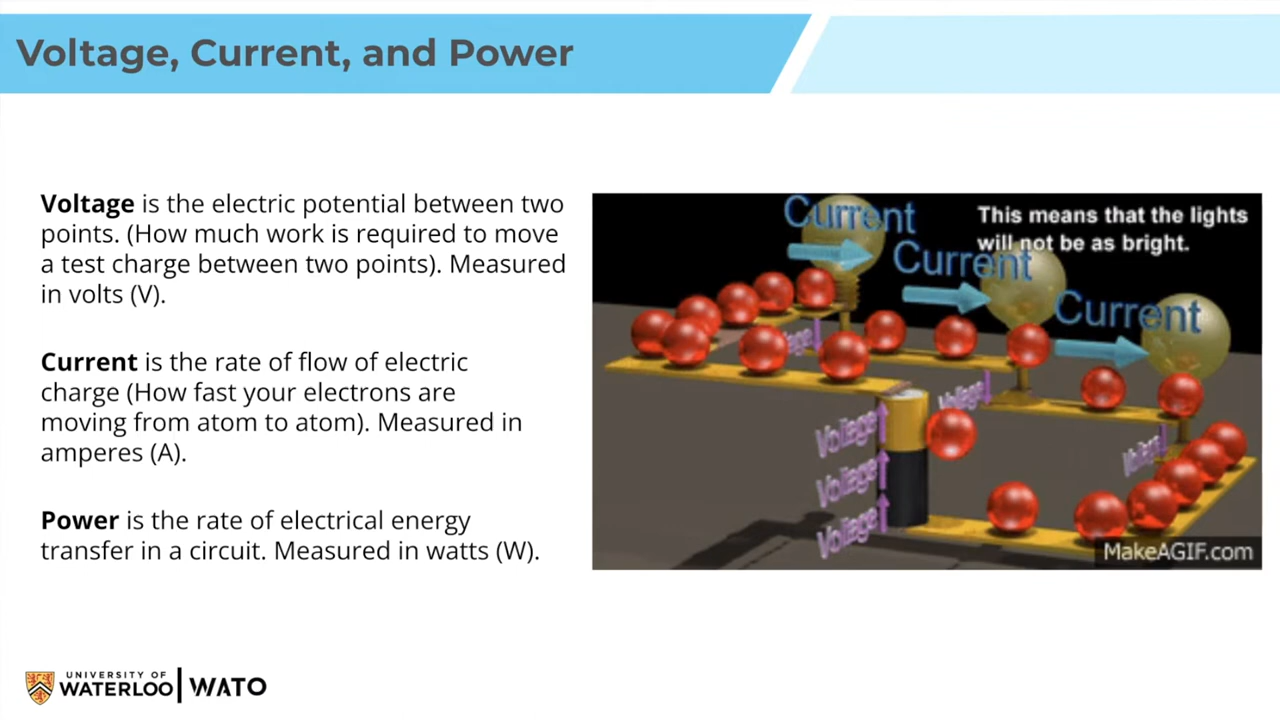 Voltage, Current, and Power
Voltage is the electric potential between two
points. (How much work is required to move
a test charge between two points). Measured
in volts (V).
Current is the rate of flow of electric
charge (How fast your electrons are
moving from atom to atom). Measured in
amperes (A).
Power is the rate of electrical energy
transfer in a circuit. Measured in watts (W).
This means that the lights
will not be as bright.
Current
Current
Current
Voltage
Voltage
Voltage
Voltage
MakeAGIF.com
UNIVERSITY OF
WATERLOO | WATO